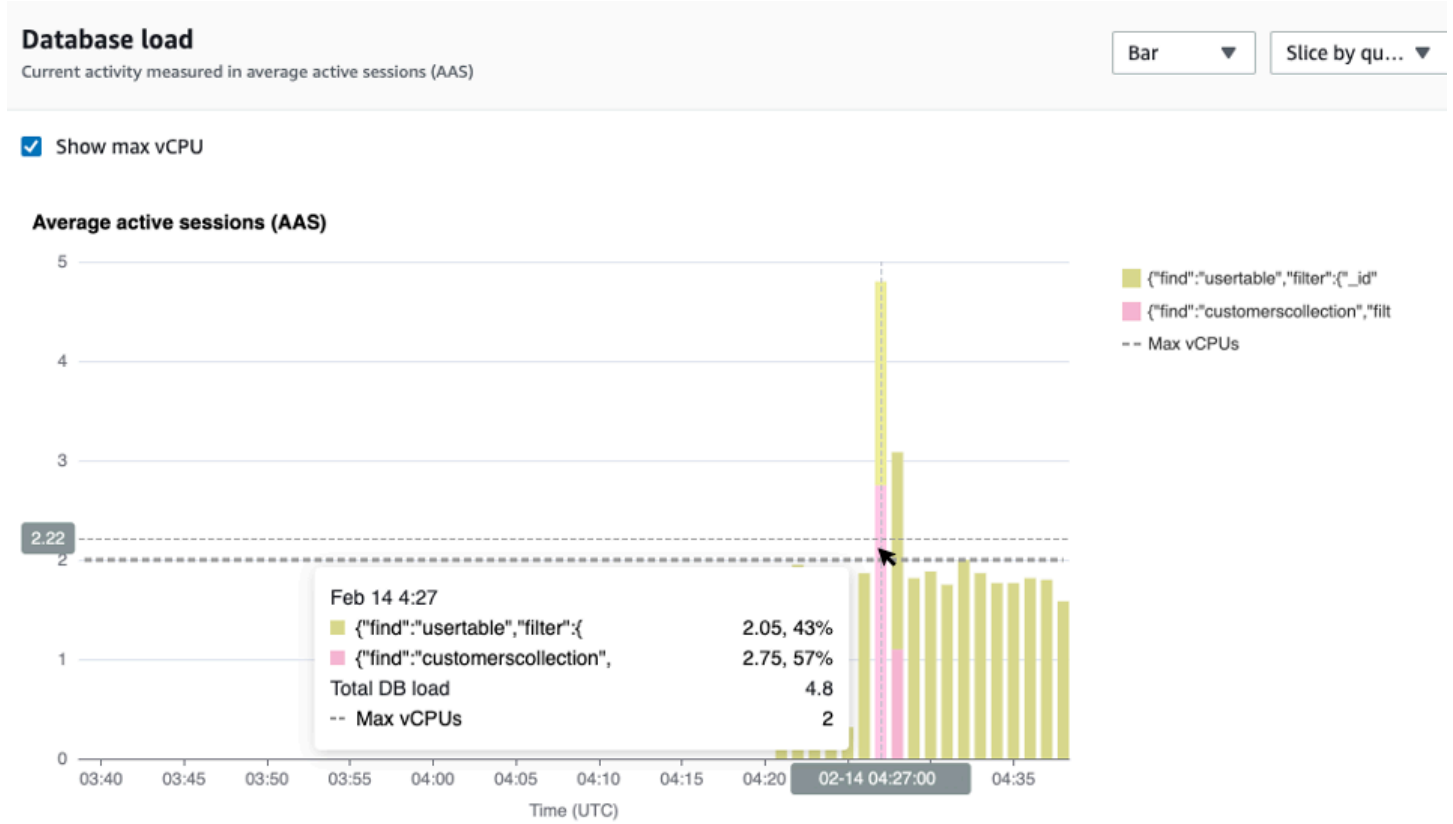 Database load
Current activity measured in average active sessions (AAS)
Bar
Slice by qu...
Show max vCPU
Average active sessions (AAS)
5
4
3
2.22
2
1
0
{"find":"usertable","filter":{"_id"
{"find":"customerscollection","filt
-- Max vCPUs
Feb 14 4:27
{"find":"usertable","filter":{ 2.05, 43%
{"find":"customerscollection", 2.75, 57%
Total DB load 4.8
-- Max vCPUs 2
03:40 03:45 03:50 03:55 04:00 04:05 04:10 04:15 04:20 02-14 04:27:00 04:35
Time (UTC)